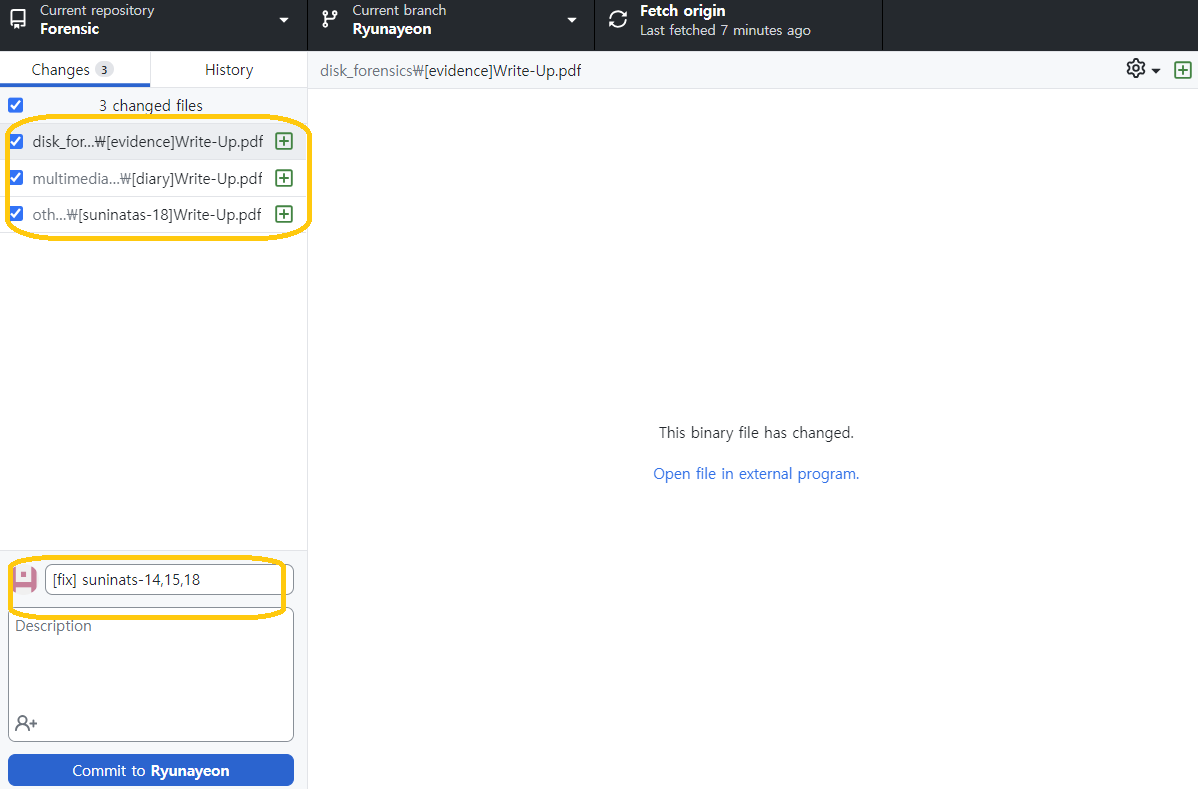 Current repository
Forensic
Current branch
Ryunayeon
Fetch origin
Last fetched 7 minutes ago
Changes 3
History
disk_forensics₩[evidence]Write-Up.pdf
3 changed files
disk_for...₩[evidence]Write-Up.pdf
multimedia...₩[diary]Write-Up.pdf
oth...₩[suninatas-18]Write-Up.pdf
This binary file has changed.
Open file in external program.
[fix] suninats-14,15,18
Description
Commit to Ryunayeon